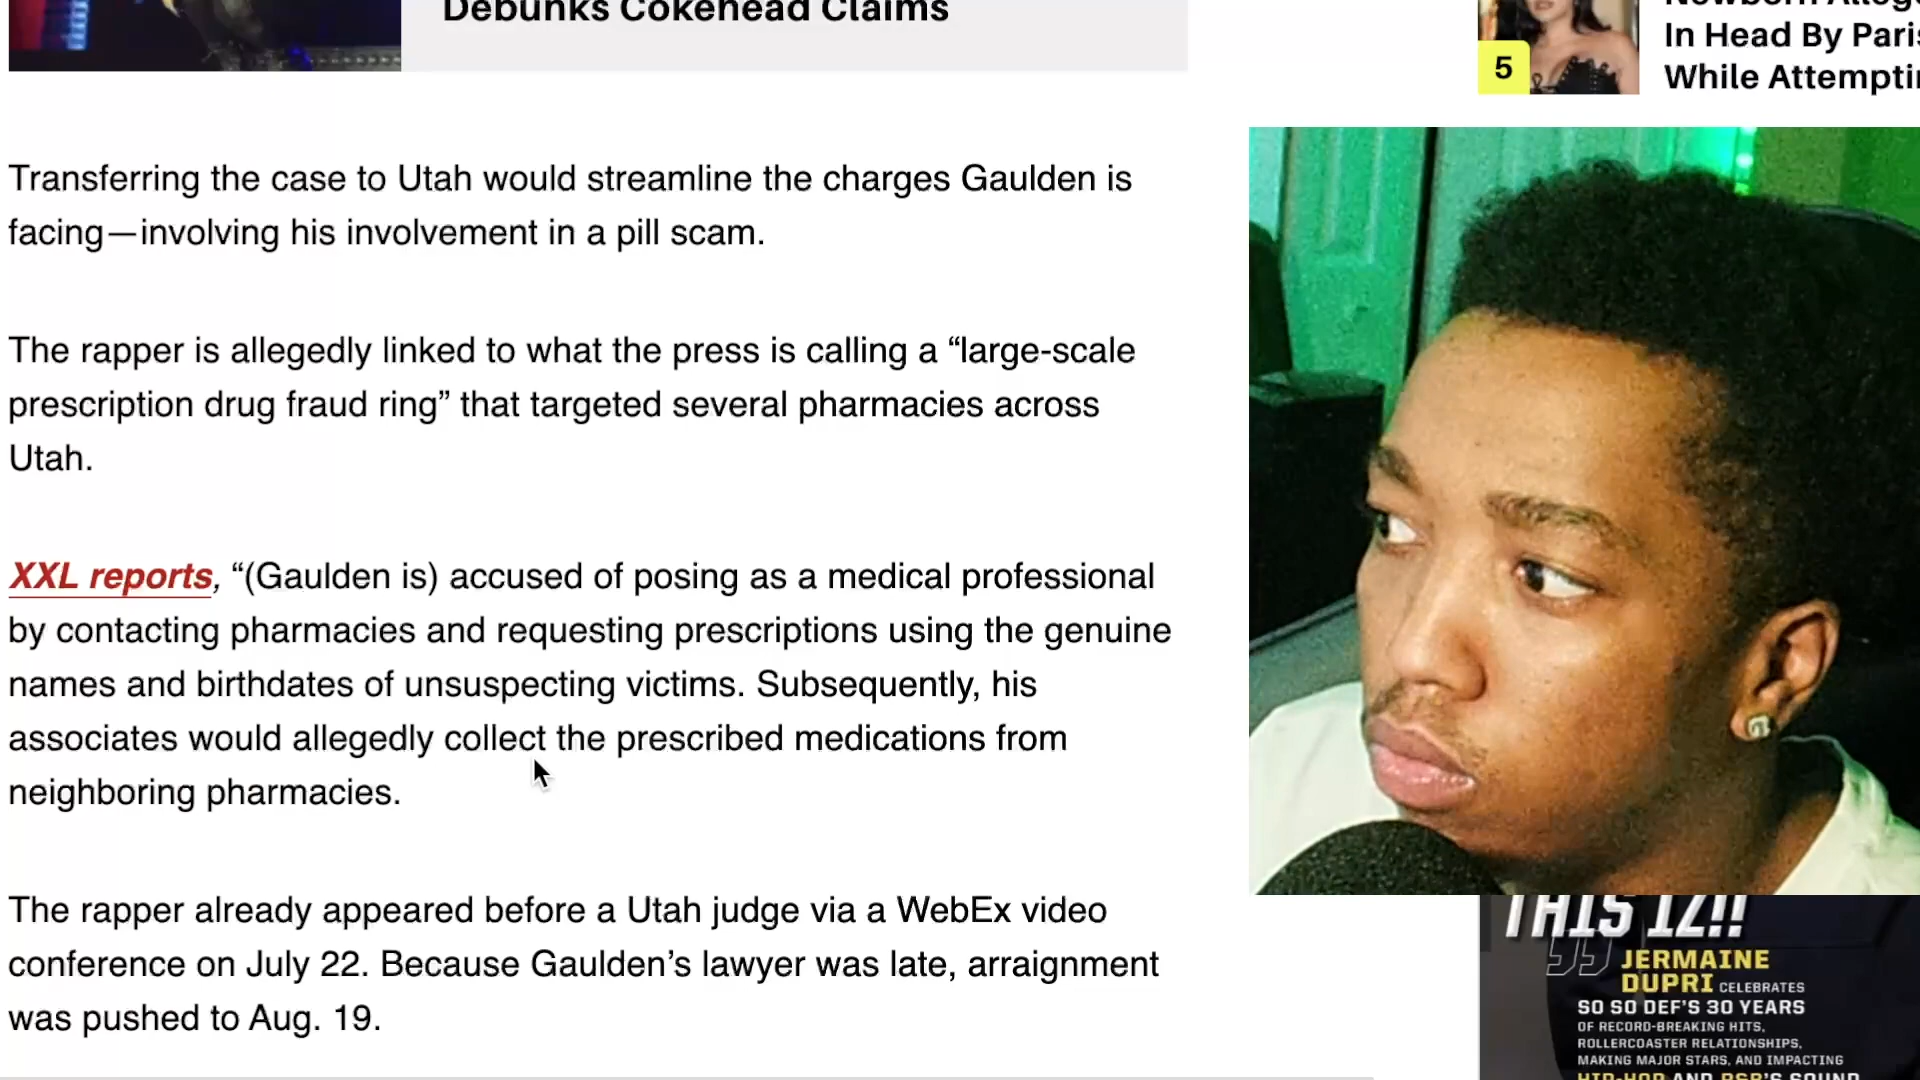 Debunks Cokehead Claims
In Head By Paris
While Attempti
5
Transferring the case to Utah would streamline the charges Gaulden is
facing—involving his involvement in a pill scam.
The rapper is allegedly linked to what the press is calling a “large-scale
prescription drug fraud ring” that targeted several pharmacies across
Utah.
XXL reports, “(Gaulden is) accused of posing as a medical professional
by contacting pharmacies and requesting prescriptions using the genuine
names and birthdates of unsuspecting victims. Subsequently, his
associates would allegedly collect the prescribed medications from
neighboring pharmacies.
The rapper already appeared before a Utah judge via a WebEx video
conference on July 22. Because Gaulden’s lawyer was late, arraignment
was pushed to Aug. 19.
THIS IZ!!
JERMAINE
DUPRI CELEBRATES
SO SO DEF’S 30 YEARS
OF RECORD-BREAKING HITS,
ROLLERCOASTER RELATIONSHIPS,
MAKING MAJOR STARS, AND IMPACTING
HIP-HOP AND R&B’S SOUND